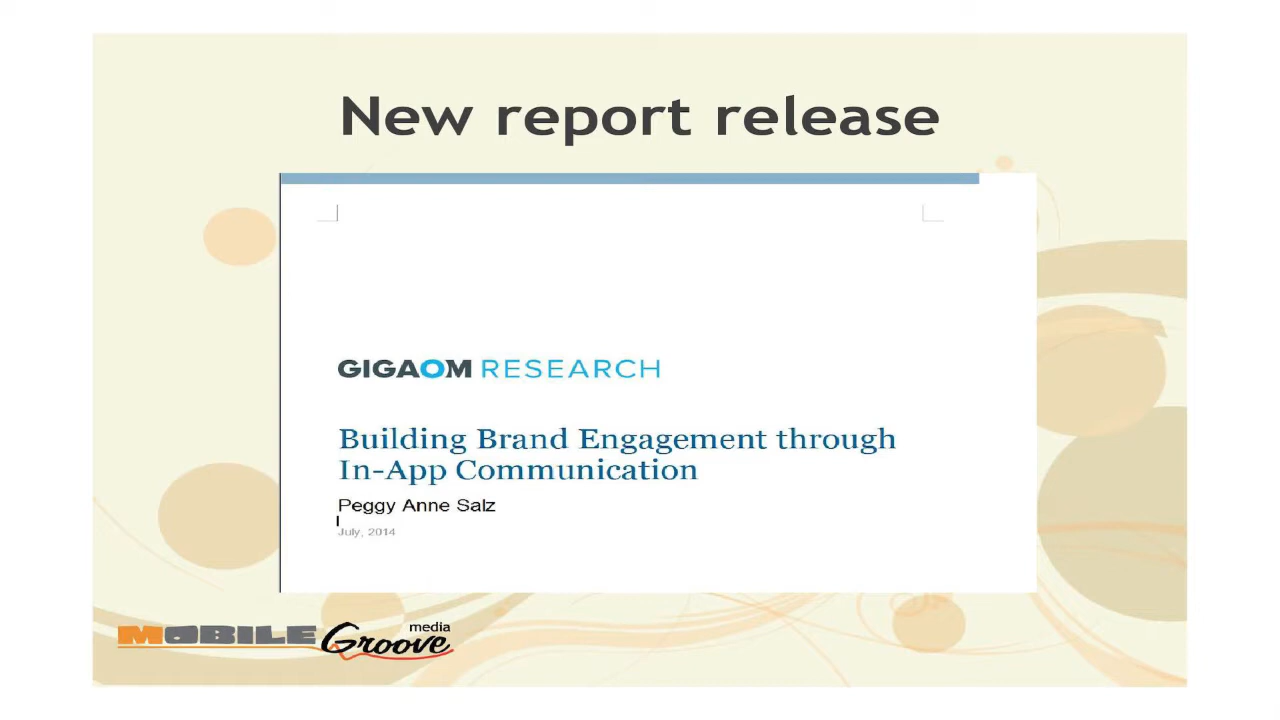 New report release
GIGAOM RESEARCH
Building Brand Engagement through
In-App Communication
Peggy Anne Salz
July, 2014
MOBILE Groove media